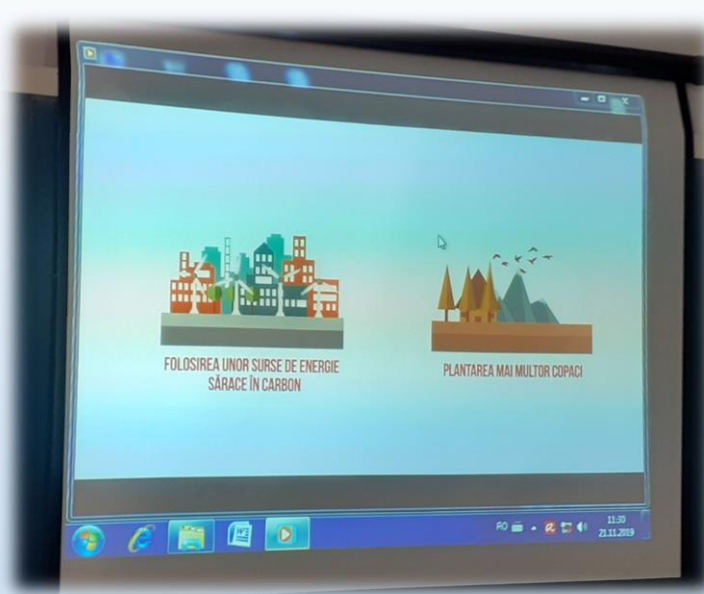 FOLOSIREA UNOR SURSE DE ENERGIE
SĂRACE ÎN CARBON
PLANTAREA MAI MULTOR COPACI
RO
11:33
21.11.2019